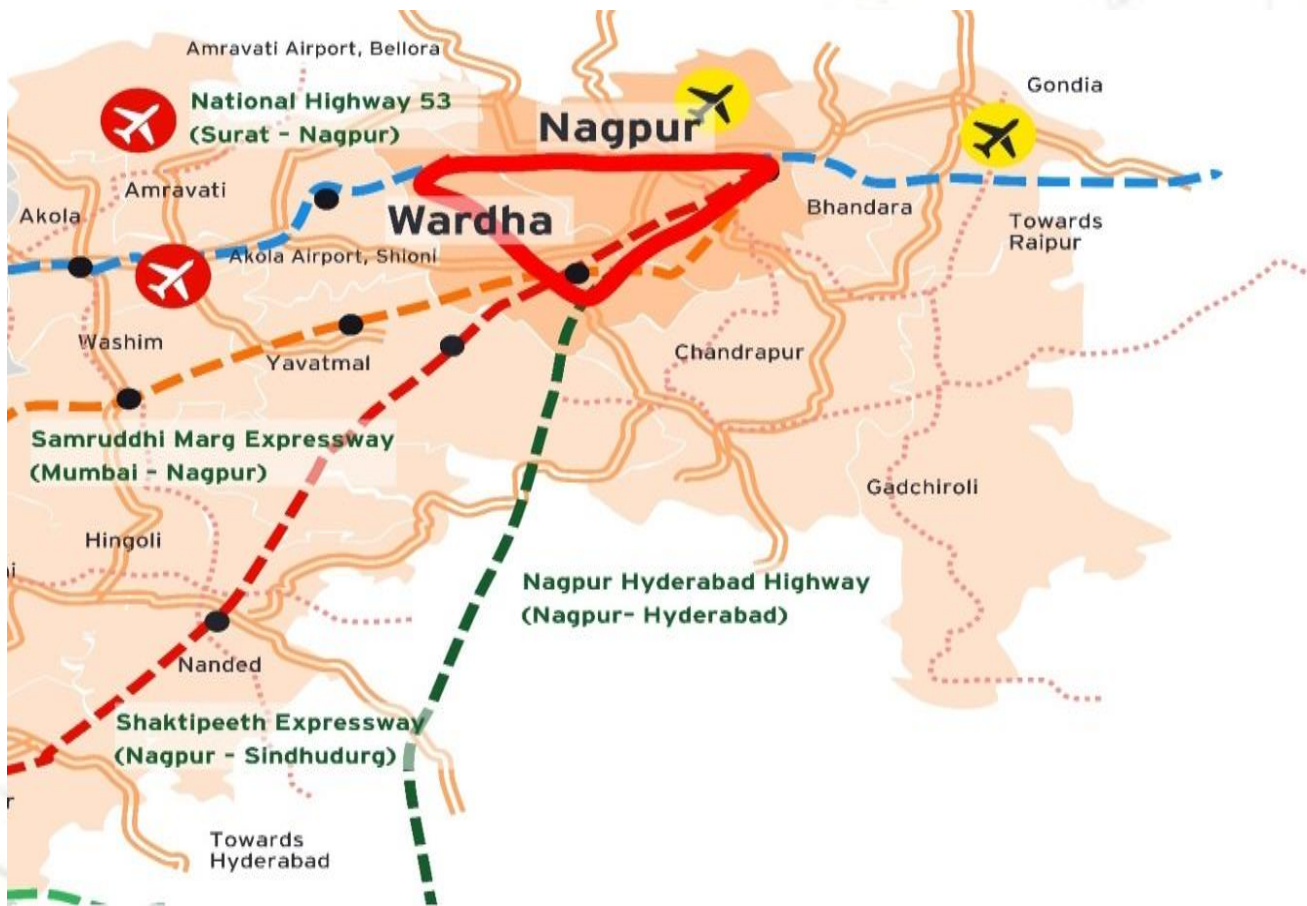 Amravati Airport, Bellora
National Highway 53
(Surat - Nagpur)
Nagpur
Gondia
Amravati
Akola
Wardha
Bhandara
Towards
Raipur
Akola Airport, Shioni
Washim
Yavatmal
Chandrapur
Samruddhi Marg Expressway
(Mumbai - Nagpur)
Gadchiroli
Hingoli
Nagpur Hyderabad Highway
(Nagpur- Hyderabad)
Nanded
Shaktipeeth Expressway
(Nagpur - Sindhudurg)
Towards
Hyderabad